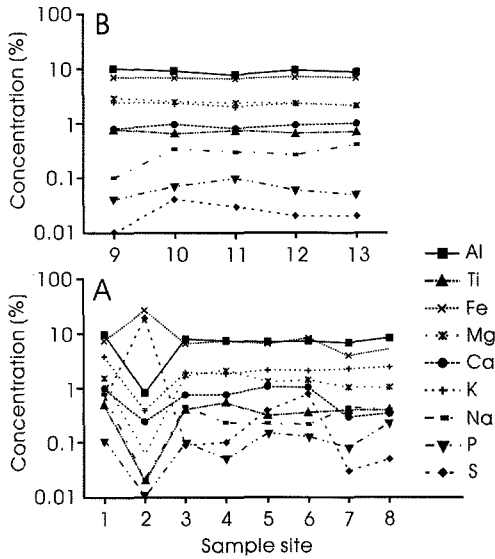 B
Concentration (%)
100
10
1
0.1
0.01
9 10 11 12 13
A
Concentration (%)
100
10
1
0.1
0.01
1 2 3 4 5 6 7 8
Sample site
Al
Ti
Fe
Mg
Ca
K
Na
P
S